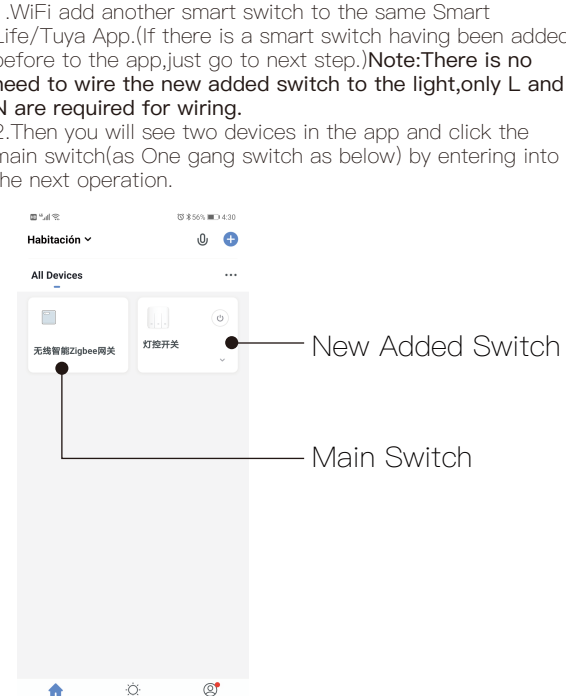 .WiFi add another smart switch to the same Smart
Life/Tuya App.(If there is a smart switch having been added
before to the app,just go to next step.)Note:There is no
need to wire the new added switch to the light,only L and
N are required for wiring.
2.Then you will see two devices in the app and click the
main switch(as One gang switch as below) by entering into
the next operation.
56% 4:30
Habitación
All Devices
无线智能Zigbee网关
灯控开关
New Added Switch
Main Switch